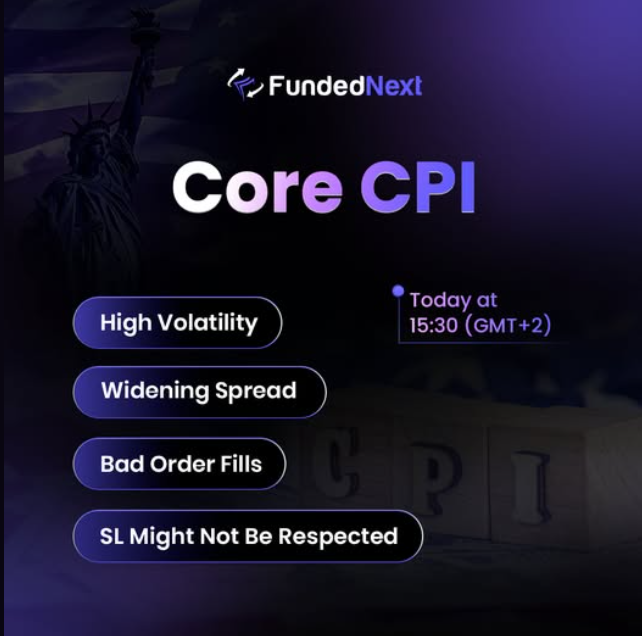 FundedNext
Core CPI
Today at
15:30 (GMT+2)
High Volatility
Widening Spread
Bad Order Fills
SL Might Not Be Respected
CPI